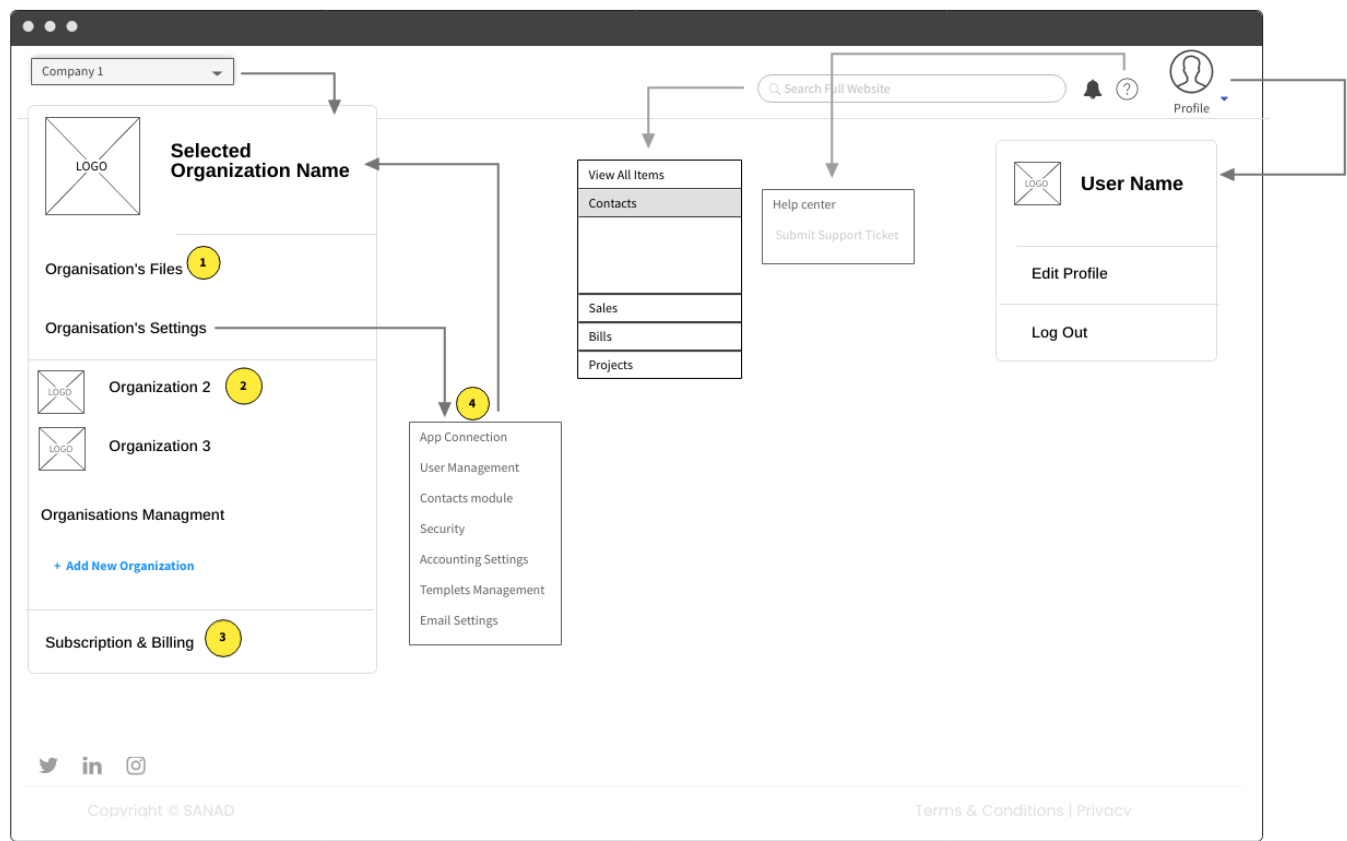 Company 1
Search Full Website
?
Profile
LOGO
Selected
Organization Name
Organisation's Files
1
Organisation's Settings
LOGO
Organization 2
2
LOGO
Organization 3
Organisations Managment
+ Add New Organization
Subscription & Billing
3
4
App Connection
User Management
Contacts module
Security
Accounting Settings
Templets Management
Email Settings
View All Items
Contacts
Sales
Bills
Projects
Help center
Submit Support Ticket
LOGO
User Name
Edit Profile
Log Out
in
Copyright © SANAD
Terms & Conditions | Privacy